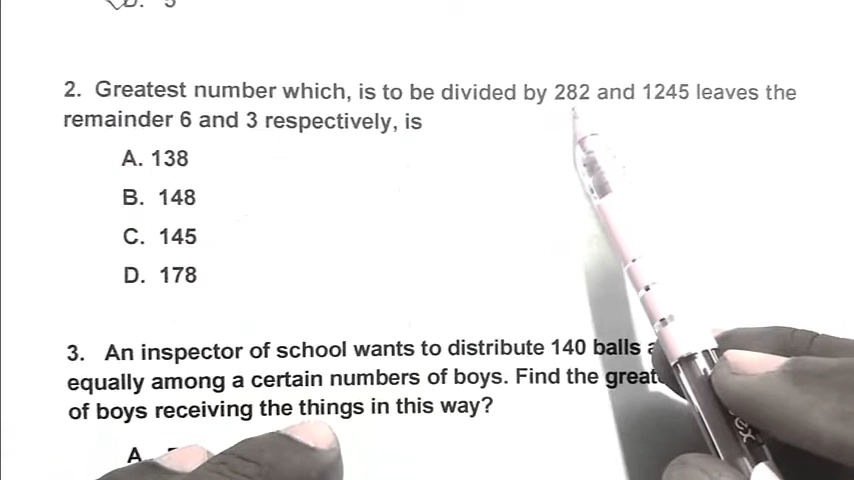 2. Greatest number which, is to be divided by 282 and 1245 leaves the
remainder 6 and 3 respectively, is
A. 138
B. 148
C. 145
D. 178
3. An inspector of school wants to distribute 140 balls
equally among a certain numbers of boys. Find the
of boys receiving the things in this way?
A